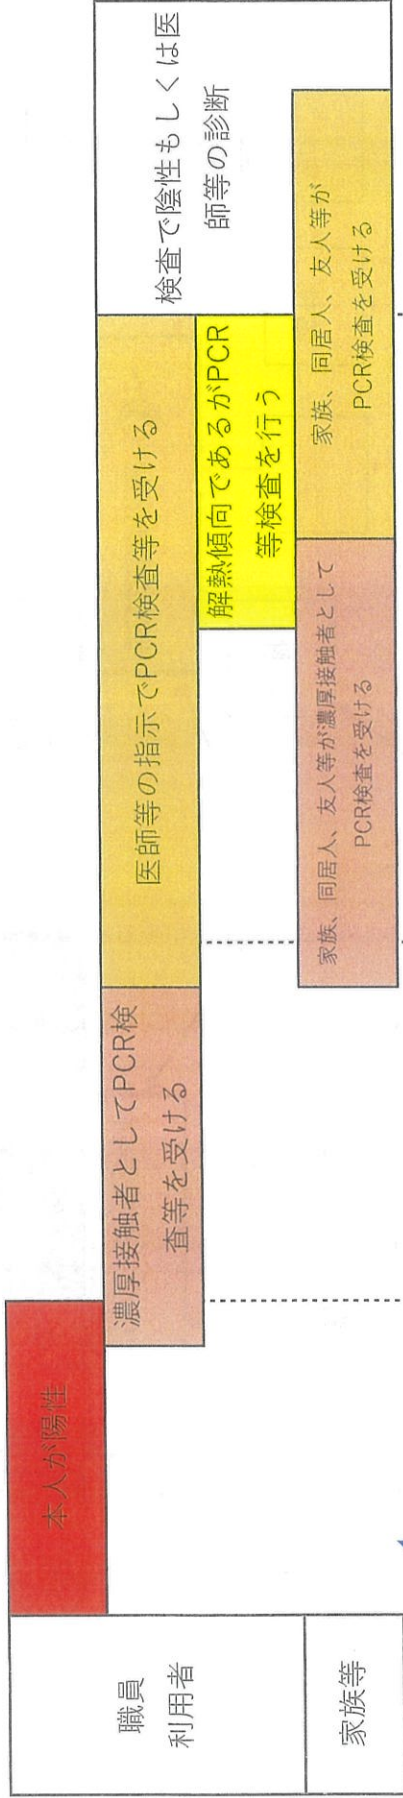 職員
利用者
本人が陽性
濃厚接触者としてPCR検
査等を受ける
医師等の指示でPCR検査等を受ける
解熱傾向であるがPCR
等検査を行う
検査で陰性もしくは医
師等の診断
家族等
家族、同居人、友人等が濃厚接触者として
PCR検査を受ける
家族、同居人、友人等が
PCR検査を受ける